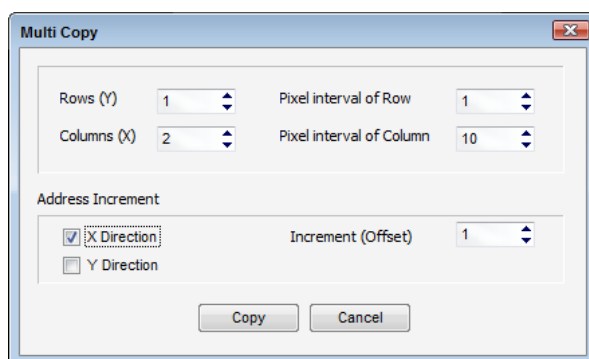 Multi Copy
Rows (Y) 1 Pixel interval of Row 1
Columns (X) 2 Pixel interval of Column 10
Address Increment
X Direction Increment (Offset) 1
Y Direction
Copy Cancel